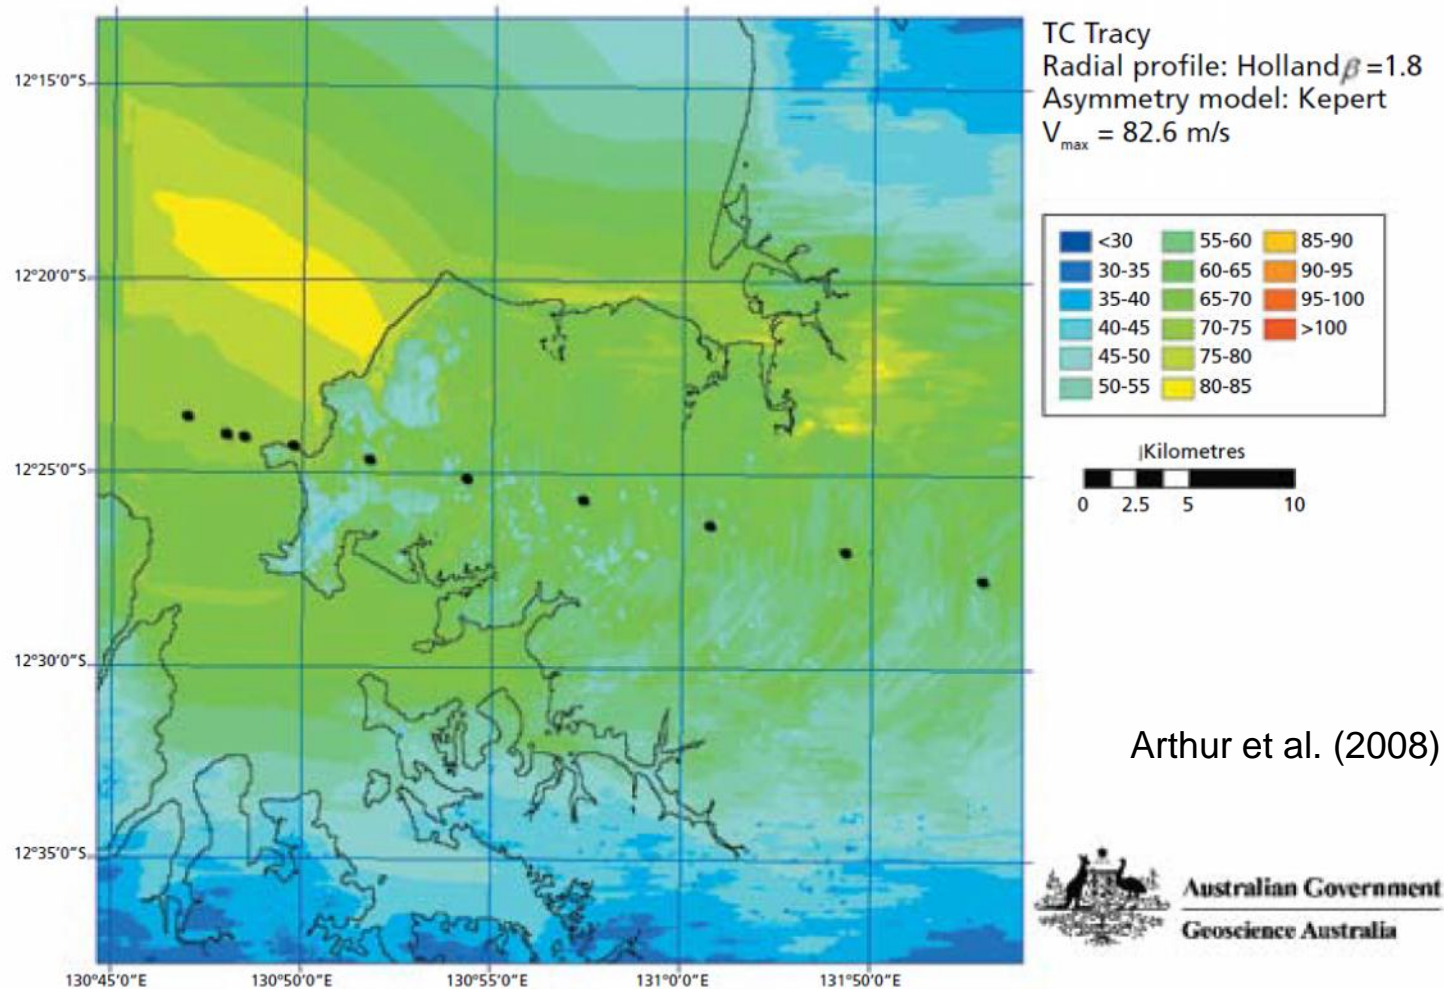 TC Tracy
Radial profile: Holland β =1.8
Asymmetry model: Kepert
Vmax = 82.6 m/s
<30
30-35
35-40
40-45
45-50
50-55
55-60
60-65
65-70
70-75
75-80
80-85
85-90
90-95
95-100
>100
Kilometres
0 2.5 5 10
12°15'0"S
12°20'0"S
12°25'0"S
12°30'0"S
12°35'0"S
130°45'0"E 130°50'0"E 130°55'0"E 131°0'0"E 131°50'0"E
Arthur et al. (2008)
Australian Government
Geoscience Australia